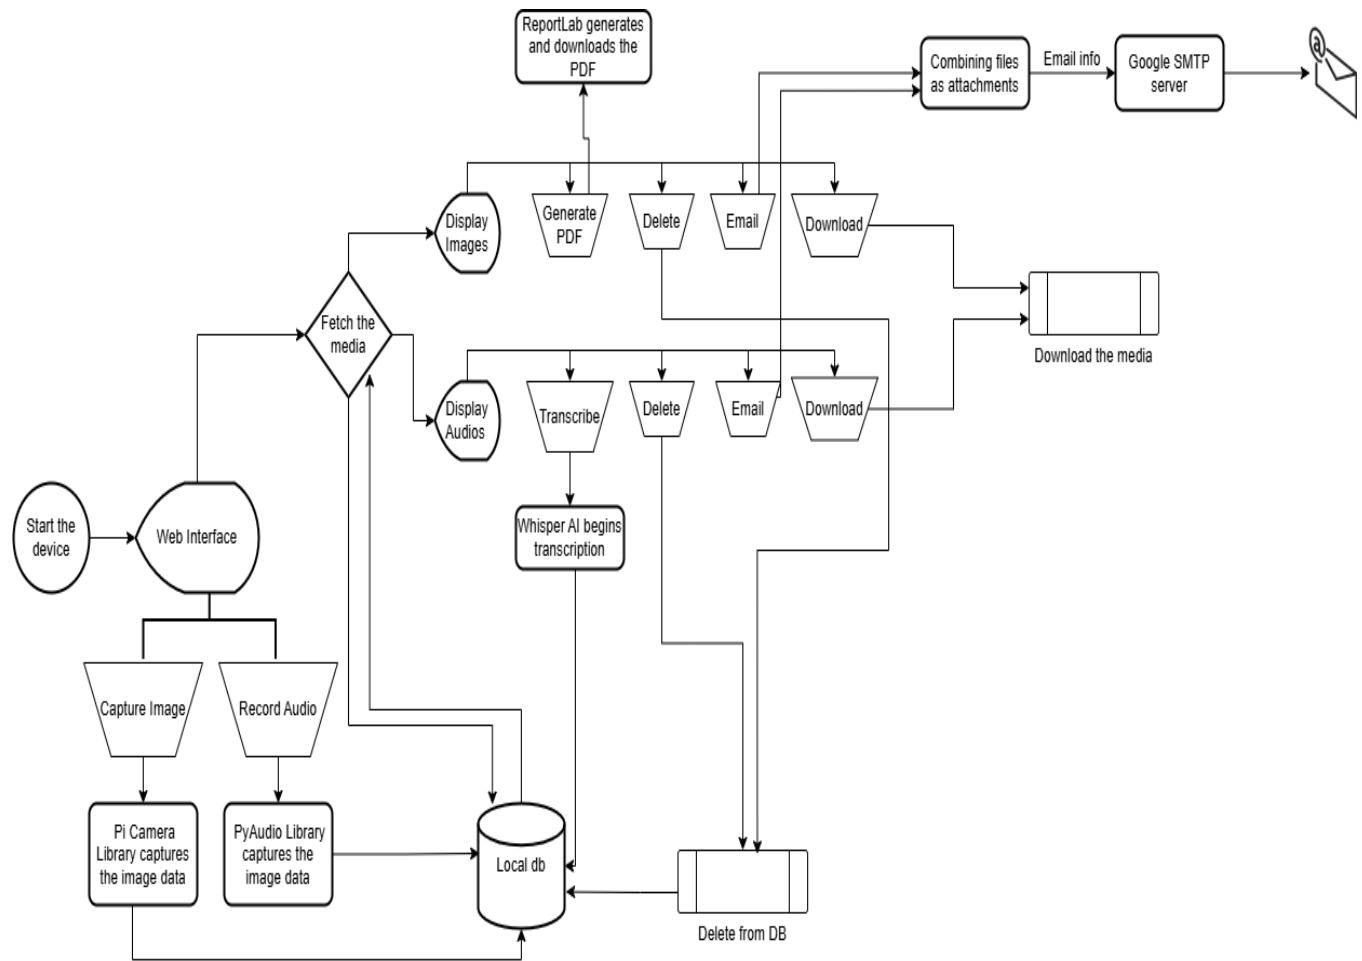 ReportLab generates
and downloads the
PDF
Combining files
as attachments
Email info
Google SMTP
server
@
Display
Images
Generate
PDF
Delete
Email
Download
Fetch the
media
Download the media
Display
Audios
Transcribe
Delete
Email
Download
Start the
device
Web Interface
Whisper AI begins
transcription
Capture Image
Record Audio
Pi Camera
Library captures
the image data
PyAudio Library
captures the
image data
Local db
Delete from DB